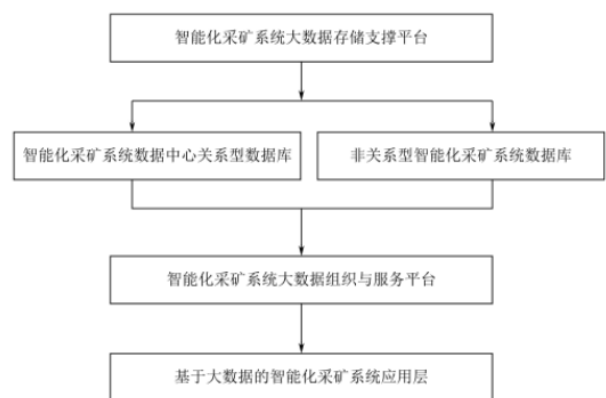 智能化采矿系统大数据存储支撑平台
智能化采矿系统数据中心关系型数据库
非关系型智能化采矿系统数据库
智能化采矿系统大数据组织与服务平台
基于大数据的智能化采矿系统应用层